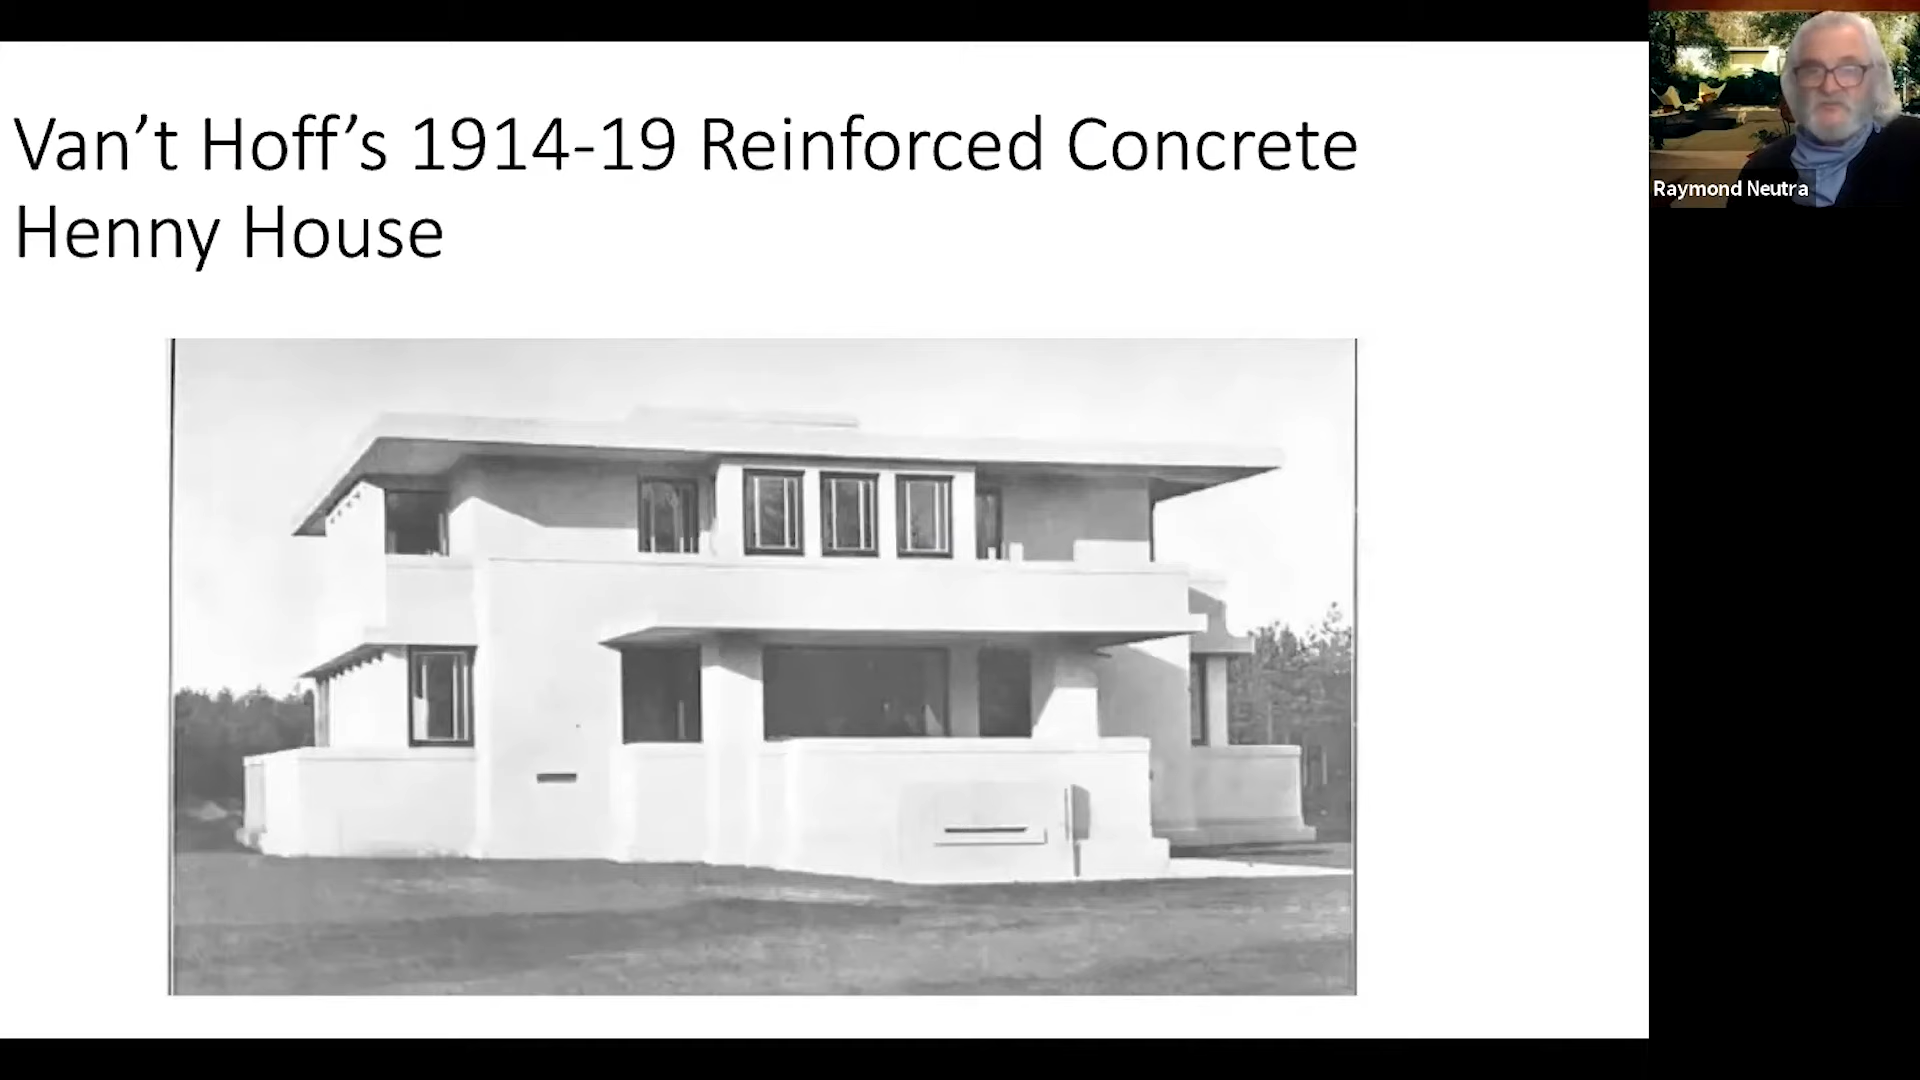 Van’t Hoff’s 1914-19 Reinforced Concrete
Henny House
Raymond Neutra